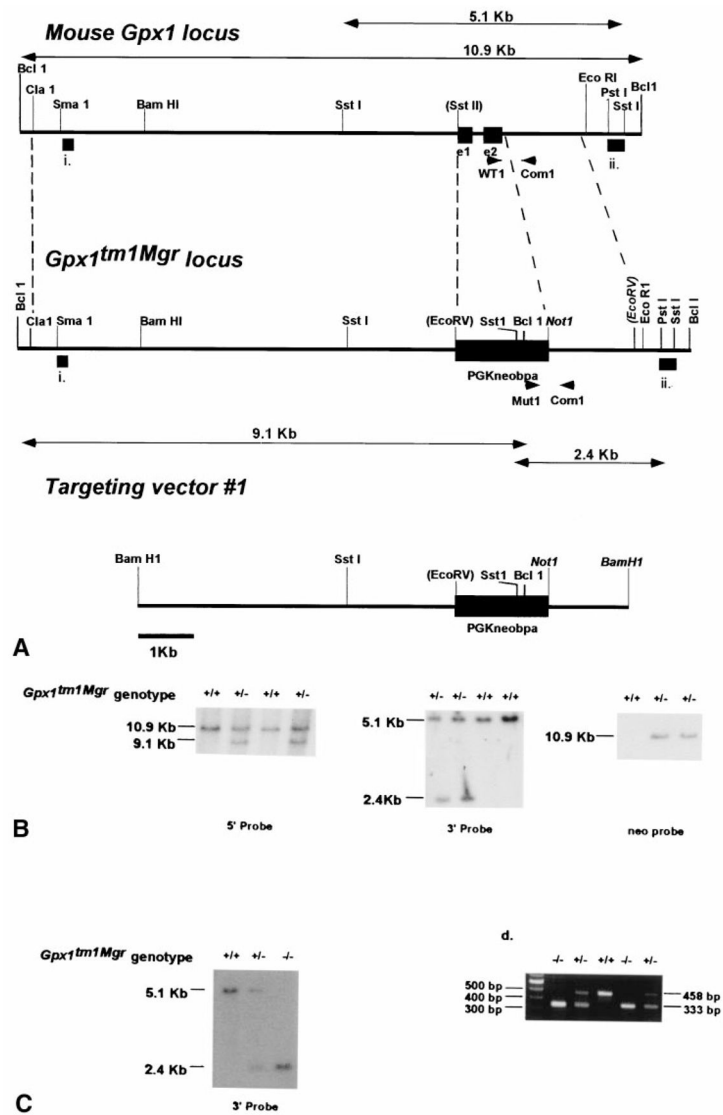 5.1 Kb
Mouse Gpx1 locus
10.9 Kb
Bcl 1
Cla 1
Sma 1
Bam HI
Sst I
(Sst II)
Eco RI
Pst I
Sst I
Bcl1
i.
e1 e2
ii.
WT1 Com1
Gpx1tm1Mgr locus
Bcl 1
Cla1
Sma 1
Bam HI
Sst I
(EcoRV)
Sst1
Bcl 1
Not1
(EcoRV)
Eco R1
Pst I
Sst I
Bcl I
i.
PGKneobpa
ii.
Mut1 Com1
9.1 Kb
2.4 Kb
Targeting vector #1
Bam H1
Sst I
(EcoRV)
Sst1
Bcl 1
Not1
BamH1
PGKneobpa
A
1Kb
Gpx1tm1Mgr genotype
+/+ +/- +/+ +/-
10.9 Kb
9.1 Kb
5' Probe
+/- +/- +/+ +/+
5.1 Kb
2.4Kb
3' Probe
+/+ +/- +/-
10.9 Kb
neo probe
B
Gpx1tm1Mgr genotype
+/+ +/- -/-
5.1 Kb
2.4 Kb
3' Probe
d.
-/- +/- +/+ -/- +/-
500 bp
400 bp
300 bp
458 bp
333 bp
C